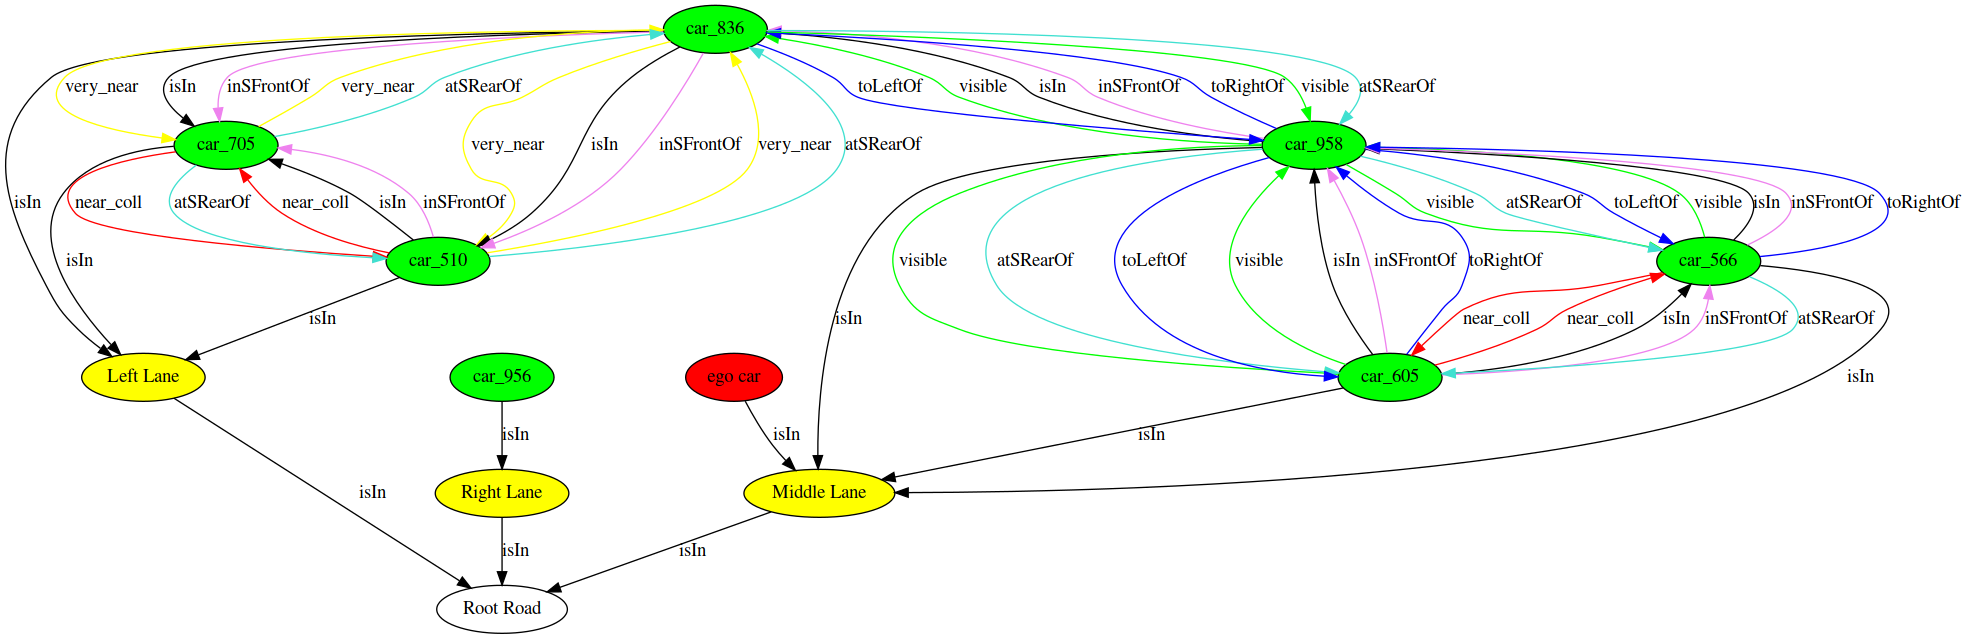 car_836
very_near
isIn
inSFrontOf
very_near
atSRearOf
toLeftOf
visible
isIn
inSFrontOf
toRightOf
visible
atSRearOf
car_705
very_near
isIn
inSFrontOf
very_near
atSRearOf
car_958
isIn
near_coll
atSRearOf
near_coll
isIn
inSFrontOf
visible
atSRearOf
toLeftOf
visible
isIn
inSFrontOf
toRightOf
isIn
car_510
visible
atSRearOf
toLeftOf
visible
isIn
inSFrontOf
toRightOf
car_566
isIn
isIn
near_coll
near_coll
isIn
inSFrontOf
atSRearOf
Left Lane
car_956
ego car
car_605
isIn
isIn
isIn
isIn
isIn
Right Lane
Middle Lane
isIn
isIn
Root Road